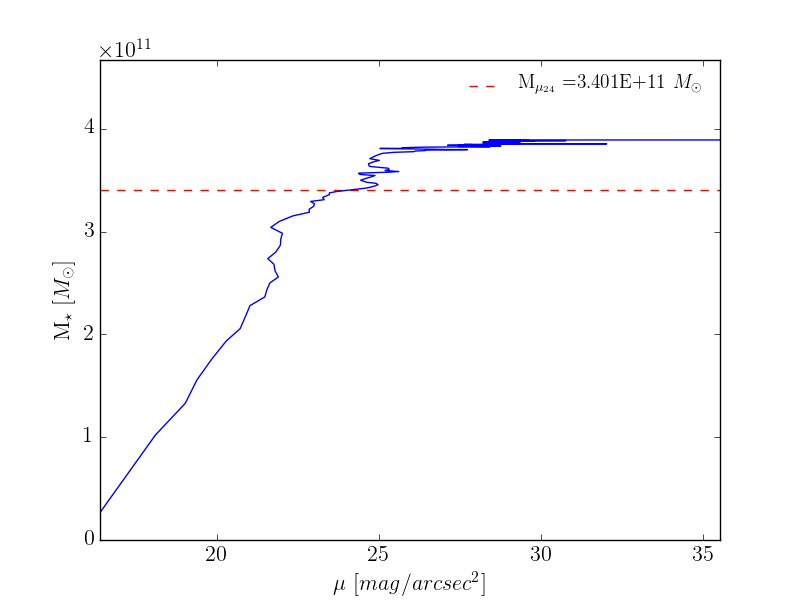 ×10¹¹
M_μ₂₄ =3.401E+11 M_⊙
4
3
2
1
0
M⋆ [M_⊙]
20 25 30 35
μ [mag/arcsec²]